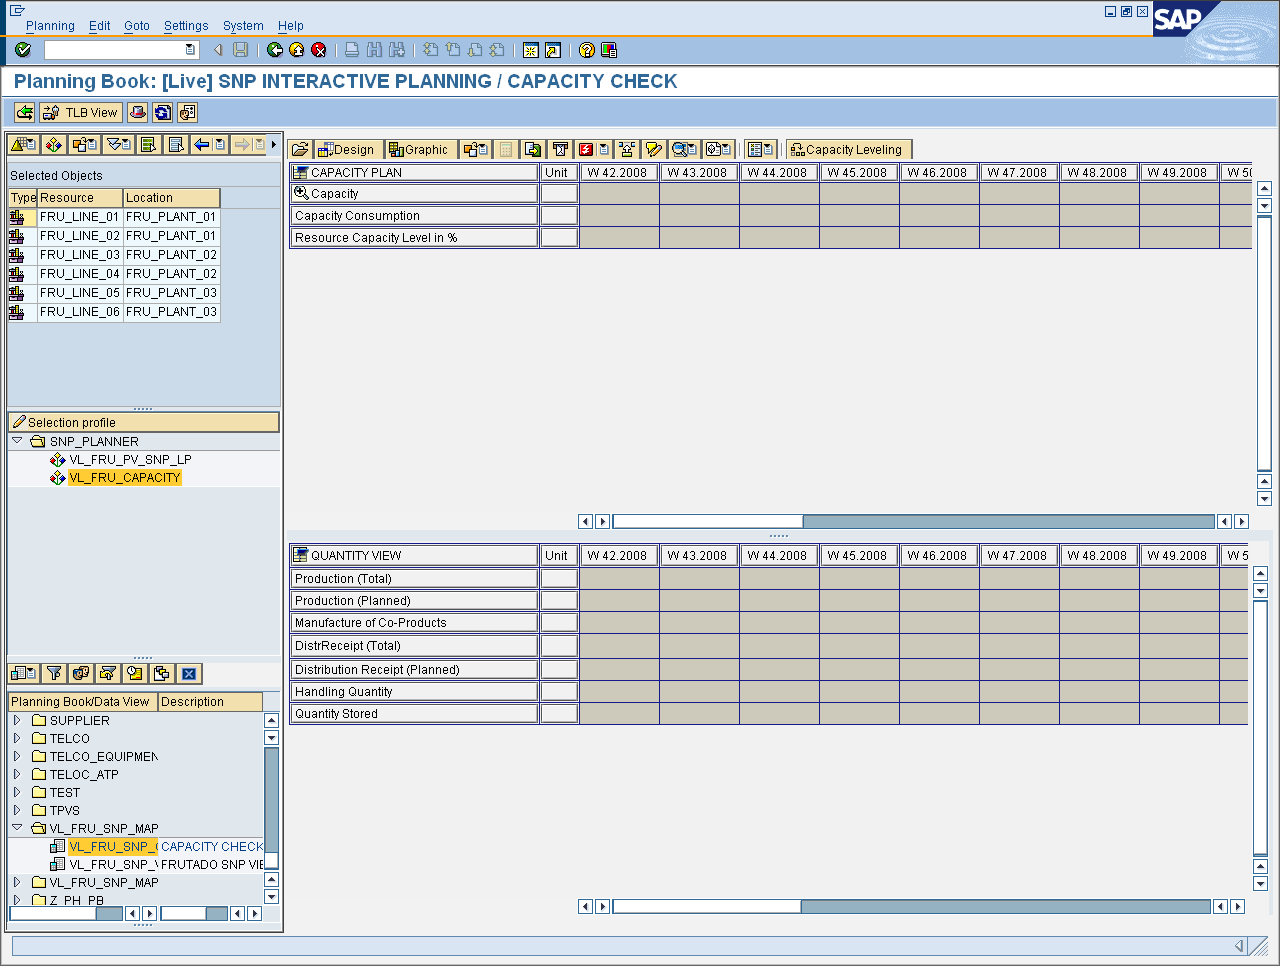 Planning Edit Goto Settings System Help
SAP
Planning Book: [Live] SNP INTERACTIVE PLANNING / CAPACITY CHECK
TLB View
Design Graphic Capacity Leveling
Selected Objects
Type Resource Location
FRU_LINE_01 FRU_PLANT_01
FRU_LINE_02 FRU_PLANT_01
FRU_LINE_03 FRU_PLANT_02
FRU_LINE_04 FRU_PLANT_02
FRU_LINE_05 FRU_PLANT_03
FRU_LINE_06 FRU_PLANT_03
Selection profile
SNP_PLANNER
VL_FRU_PV_SNP_LP
VL_FRU_CAPACITY
Planning Book/Data View Description
SUPPLIER
TELCO
TELCO_EQUIPMEN
TELOC_ATP
TEST
TPVS
VL_FRU_SNP_MAP
VL_FRU_SNP_ CAPACITY CHECK
VL_FRU_SNP_ FRUTADO SNP VIE
VL_FRU_SNP_MAP
Z_PH_PB
CAPACITY PLAN Unit W 42.2008 W 43.2008 W 44.2008 W 45.2008 W 46.2008 W 47.2008 W 48.2008 W 49.2008 W 50
Capacity
Capacity Consumption
Resource Capacity Level in %
QUANTITY VIEW Unit W 42.2008 W 43.2008 W 44.2008 W 45.2008 W 46.2008 W 47.2008 W 48.2008 W 49.2008 W 5
Production (Total)
Production (Planned)
Manufacture of Co-Products
DistrReceipt (Total)
Distribution Receipt (Planned)
Handling Quantity
Quantity Stored